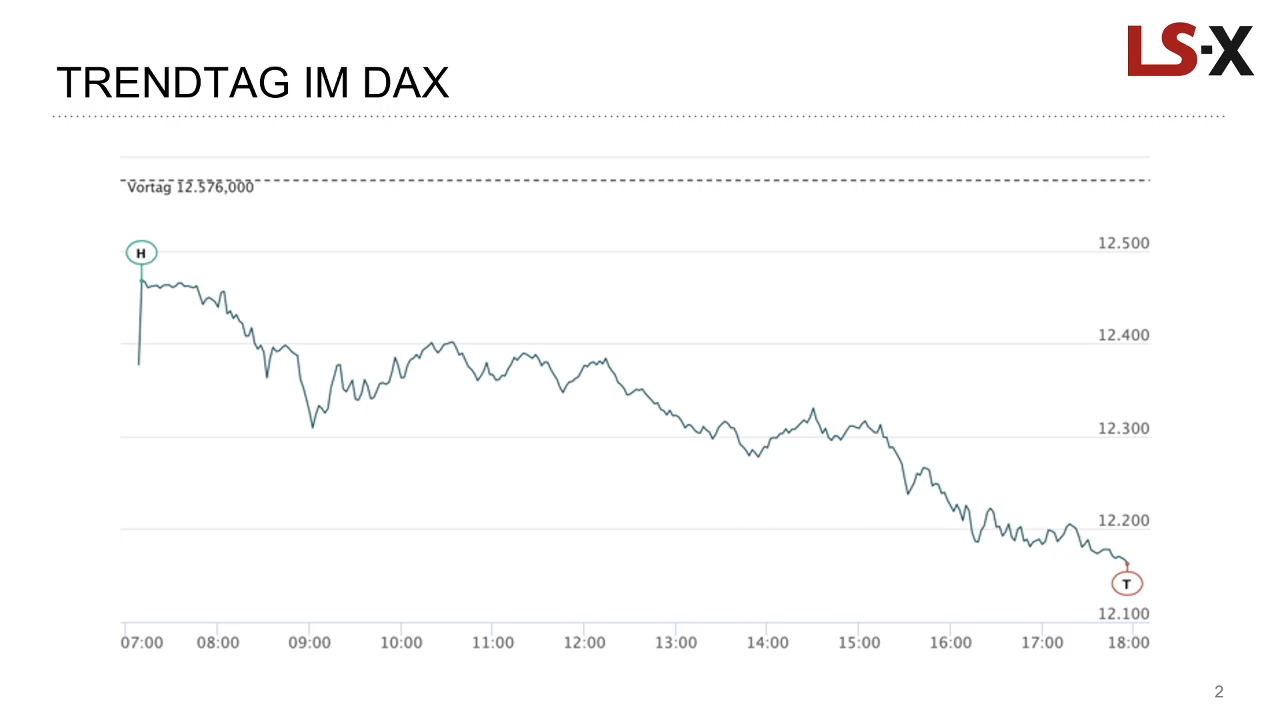 LS-X
TRENDTAG IM DAX
Vortag 12.576,000
H
12.500
12.400
12.300
12.200
T
12.100
07:00 08:00 09:00 10:00 11:00 12:00 13:00 14:00 15:00 16:00 17:00 18:00
2